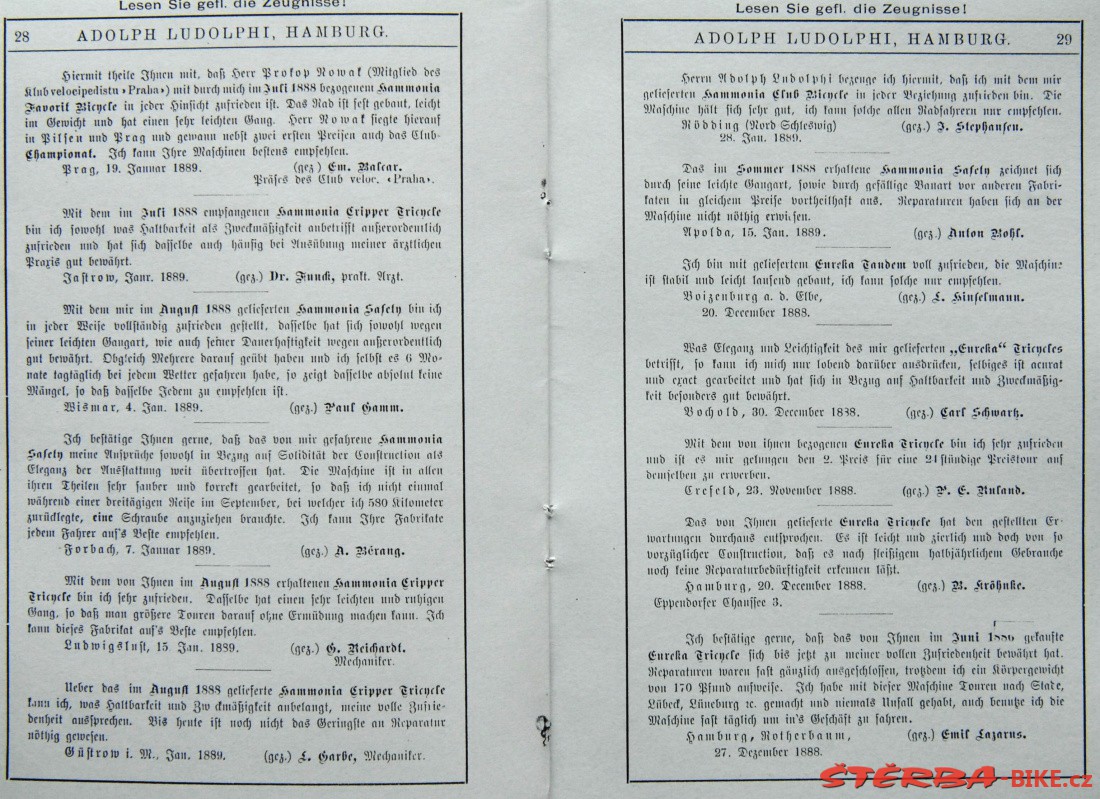 Lesen Sie gefl. die Zeugnisse!
28 ADOLPH LUDOLPHI, HAMBURG.
Hiermit theile Ihnen mit, daß Herr Prokop Nowak (Mitglied des
Klub velocipedistu »Praha«) mit durch mich im Juli 1888 bezogenem Hammonia
Favorit Bicycle in jeder Hinsicht zufrieden ist. Das Rad ist fest gebaut, leicht
im Gewicht und hat einen sehr leichten Gang. Herr Nowak siegte hierauf
in Pilsen und Prag und gewann nebst zwei ersten Preisen auch das Club-
Championat. Ich kann Ihre Maschinen bestens empfehlen.
Prag, 19. Januar 1889. (gez.) Em. Balcar.
Präses des Club veloc. «Praha».
Mit dem im Juli 1888 empfangenen Hammonia Cripper Tricycle
bin ich sowohl was Haltbarkeit als Zweckmäßigkeit anbetrifft außerordentlich
zufrieden und hat sich dasselbe auch häufig bei Ausübung meiner ärztlichen
Praxis gut bewährt.
Jastrow, Janr. 1889. (gez.) Dr. Funck, prakt. Arzt.
Mit dem mir im August 1888 gelieferten Hammonia Safety bin ich
in jeder Weise vollständig zufrieden gestellt, dasselbe hat sich sowohl wegen
seiner leichten Gangart, wie auch seiner Dauerhaftigkeit wegen außerordentlich
gut bewährt. Obgleich Mehrere darauf geübt haben und ich selbst es 6 Mo-
nate tagtäglich bei jedem Wetter gefahren habe, so zeigt dasselbe absolut keine
Mängel, so daß dasselbe Jedem zu empfehlen ist.
Wismar, 4. Jan. 1889. (gez.) Paul Gamm.
Ich bestätige Ihnen gerne, daß das von mir gefahrene Hammonia
Safety meine Ansprüche sowohl in Bezug auf Solidität der Construction als
Eleganz der Ausstattung weit übertroffen hat. Die Maschine ist in allen
ihren Theilen sehr sauber und korrekt gearbeitet, so daß ich nicht einmal
während einer dreitägigen Reise im September, bei welcher ich 580 Kilometer
zurücklegte, eine Schraube anzuziehen brauchte. Ich kann Ihre Fabrikate
jedem Fahrer auf's Beste empfehlen.
Forbach, 7. Januar 1889. (gez.) A. Bérang.
Mit dem von Ihnen im August 1888 erhaltenen Hammonia Cripper
Tricycle bin ich sehr zufrieden. Dasselbe hat einen sehr leichten und ruhigen
Gang, so daß man größere Touren darauf ohne Ermüdung machen kann. Ich
kann dieses Fabrikat auf's Beste empfehlen.
Ludwigslust, 15 Jan. 1889. (gez.) G. Reichardt.
Mechaniker.
Ueber das im August 1888 gelieferte Hammonia Cripper Tricycle
kann ich, was Haltbarkeit und Zw ckmäßigkeit anbelangt, meine volle Zufrie-
denheit aussprechen. Bis heute ist noch nicht das Geringste an Reparatur
nöthig gewesen.
Güstrow i. M., Jan. 1889. (gez.) L. Garbe, Mechaniker.
Lesen Sie gefl. die Zeugnisse!
ADOLPH LUDOLPHI, HAMBURG. 29
Herrn Adolph Ludolphi bezeuge ich hiermit, daß ich mit dem mir
gelieferten Hammonia Club Bicycle in jeder Beziehung zufrieden bin. Die
Maschine hält sich sehr gut, ich kann solche allen Radfahrern nur empfehlen.
Rödding (Nord Schleswig) (gez.) J. Stephansen.
28. Jan. 1889.
Das im Sommer 1888 erhaltene Hammonia Safety zeichnet sich
durch seine leichte Gangart, sowie durch gefällige Bauart vor anderen Fabri-
katen in gleichem Preise vortheilhaft aus. Reparaturen haben sich an der
Maschine nicht nöthig erwisen.
Apolda, 15. Jan. 1889. (gez.) Anton Bohl.
Ich bin mit geliefertem Eureka Tandem voll zufrieden, die Maschine
ist stabil und leicht laufend gebaut, ich kann solche nur empfehlen.
Boizenburg a. d. Elbe, (gez.) L. Hinselmann.
20. December 1888.
Was Eleganz und Leichtigkeit des mir gelieferten „Eureka“ Tricycles
betrifft, so kann ich mich nur lobend darüber ausdrücken, selbiges ist acurat
und exact gearbeitet und hat sich in Bezug auf Haltbarkeit und Zweckmäßig-
keit besonders gut bewährt.
Bocholt, 30. December 1888. (gez.) Carl Schwartz.
Mit dem von ihnen bezogenen Eureka Tricycle bin ich sehr zufrieden
und ist es mir gelungen den 2. Preis für eine 24 stündige Preistour auf
demselben zu erwerben.
Crefeld, 23. November 1888. (gez.) P. E. Ruland.
Das von Ihnen gelieferte Eureka Tricycle hat den gestellten Er-
wartungen durchaus entsprochen. Es ist leicht und zierlich und doch von so
vorzüglicher Construction, daß es nach fleißigem halbjährlichem Gebrauche
noch keine Reparaturbedürftigkeit erkennen läßt.
Hamburg, 20. December 1888. (gez.) B. Kröhnke.
Eppendorfer Chaussee 3.
Ich bestätige gerne, daß das von Ihnen im Juni 1886 gekaufte
Eureka Tricycle sich bis jetzt zu meiner vollen Zufriedenheit bewährt hat.
Reparaturen waren fast gänzlich ausgeschlossen, trotzdem ich ein Körpergewicht
von 170 Pfund aufweise. Ich habe mit dieser Maschine Touren nach Stade,
Lübeck, Lüneburg ꝛc. gemacht und niemals Unfall gehabt, auch benutze ich die
Maschine fast täglich um in's Geschäft zu fahren.
Hamburg, Rotherbaum, (gez.) Emil Lazarus.
27. Dezember 1888.
ŠTĚRBA-BIKE.cz